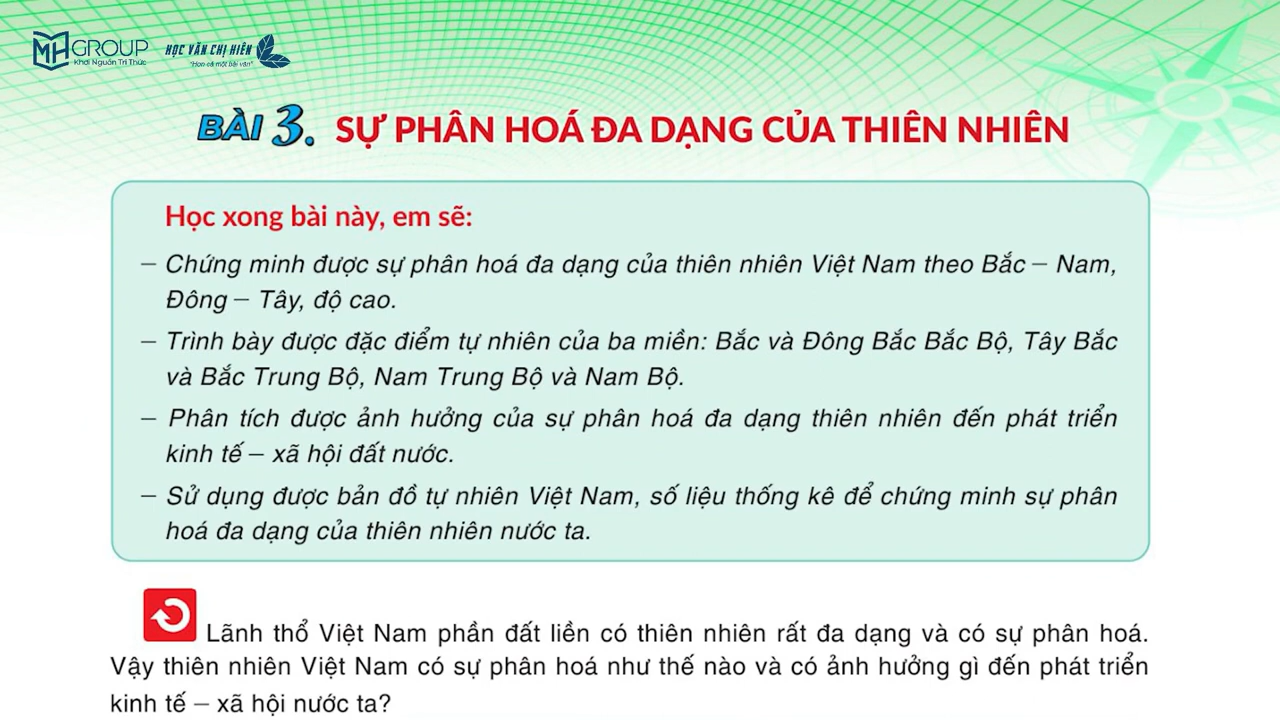 MH GROUP
Khơi Nguồn Tri Thức
HỌC VĂN CHỊ HIÊN
"Hơn cả một bài văn"
BÀI 3. SỰ PHÂN HOÁ ĐA DẠNG CỦA THIÊN NHIÊN
Học xong bài này, em sẽ:
– Chứng minh được sự phân hoá đa dạng của thiên nhiên Việt Nam theo Bắc – Nam,
Đông – Tây, độ cao.
– Trình bày được đặc điểm tự nhiên của ba miền: Bắc và Đông Bắc Bắc Bộ, Tây Bắc
và Bắc Trung Bộ, Nam Trung Bộ và Nam Bộ.
– Phân tích được ảnh hưởng của sự phân hoá đa dạng thiên nhiên đến phát triển
kinh tế – xã hội đất nước.
– Sử dụng được bản đồ tự nhiên Việt Nam, số liệu thống kê để chứng minh sự phân
hoá đa dạng của thiên nhiên nước ta.
Lãnh thổ Việt Nam phần đất liền có thiên nhiên rất đa dạng và có sự phân hoá.
Vậy thiên nhiên Việt Nam có sự phân hoá như thế nào và có ảnh hưởng gì đến phát triển
kinh tế – xã hội nước ta?